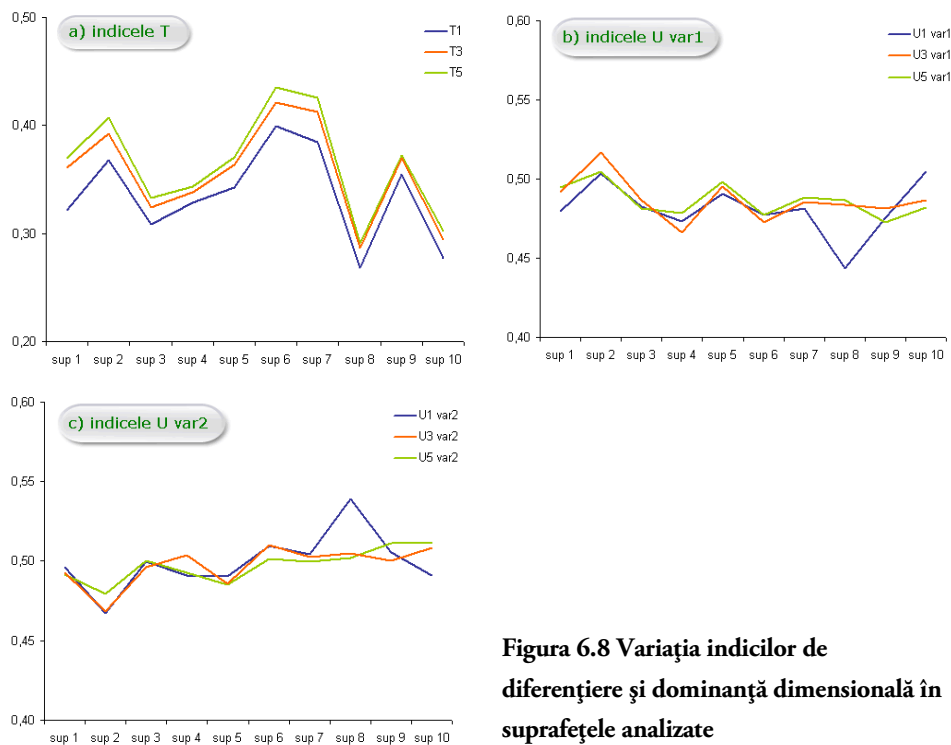 a) indicele T
T1
T3
T5
0,50
0,40
0,30
0,20
sup 1 sup 2 sup 3 sup 4 sup 5 sup 6 sup 7 sup 8 sup 9 sup 10
b) indicele U var1
U1 var1
U3 var1
U5 var1
0,60
0,55
0,50
0,45
0,40
sup 1 sup 2 sup 3 sup 4 sup 5 sup 6 sup 7 sup 8 sup 9 sup 10
c) indicele U var2
U1 var2
U3 var2
U5 var2
0,60
0,55
0,50
0,45
0,40
sup 1 sup 2 sup 3 sup 4 sup 5 sup 6 sup 7 sup 8 sup 9 sup 10
Figura 6.8 Variaţia indicilor de
diferenţiere şi dominanţă dimensională în
suprafeţele analizate